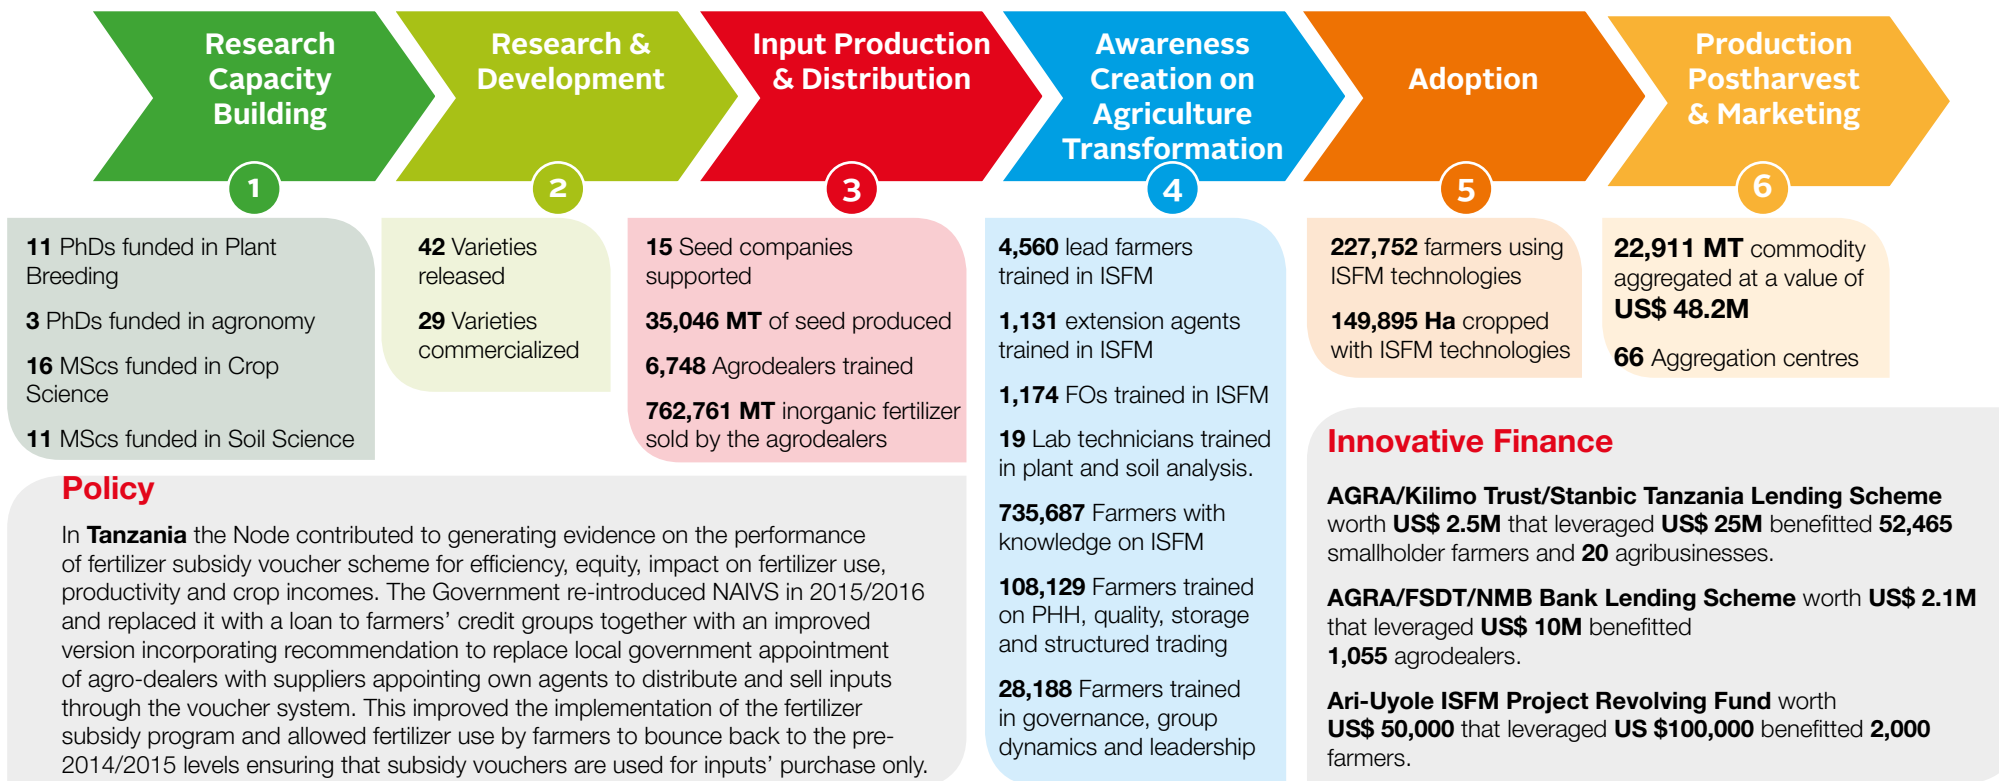 Research
Capacity
Building
1
Research &
Development
2
Input Production
& Distribution
3
Awareness
Creation on
Agriculture
Transformation
4
Adoption
5
Production
Postharvest
& Marketing
6
11 PhDs funded in Plant
Breeding
3 PhDs funded in agronomy
16 MScs funded in Crop
Science
11 MScs funded in Soil Science
42 Varieties
released
29 Varieties
commercialized
15 Seed companies
supported
35,046 MT of seed produced
6,748 Agrodealers trained
762,761 MT inorganic fertilizer
sold by the agrodealers
4,560 lead farmers
trained in ISFM
1,131 extension agents
trained in ISFM
1,174 FOs trained in ISFM
19 Lab technicians trained
in plant and soil analysis.
735,687 Farmers with
knowledge on ISFM
108,129 Farmers trained
on PHH, quality, storage
and structured trading
28,188 Farmers trained
in governance, group
dynamics and leadership
227,752 farmers using
ISFM technologies
149,895 Ha cropped
with ISFM technologies
22,911 MT commodity
aggregated at a value of
US$ 48.2M
66 Aggregation centres
Policy
In Tanzania the Node contributed to generating evidence on the performance
of fertilizer subsidy voucher scheme for efficiency, equity, impact on fertilizer use,
productivity and crop incomes. The Government re-introduced NAIVS in 2015/2016
and replaced it with a loan to farmers' credit groups together with an improved
version incorporating recommendation to replace local government appointment
of agro-dealers with suppliers appointing own agents to distribute and sell inputs
through the voucher system. This improved the implementation of the fertilizer
subsidy program and allowed fertilizer use by farmers to bounce back to the pre-
2014/2015 levels ensuring that subsidy vouchers are used for inputs' purchase only.
Innovative Finance
AGRA/Kilimo Trust/Stanbic Tanzania Lending Scheme
worth US$ 2.5M that leveraged US$ 25M benefitted 52,465
smallholder farmers and 20 agribusinesses.
AGRA/FSDT/NMB Bank Lending Scheme worth US$ 2.1M
that leveraged US$ 10M benefitted
1,055 agrodealers.
Ari-Uyole ISFM Project Revolving Fund worth
US$ 50,000 that leveraged US $100,000 benefitted 2,000
farmers.